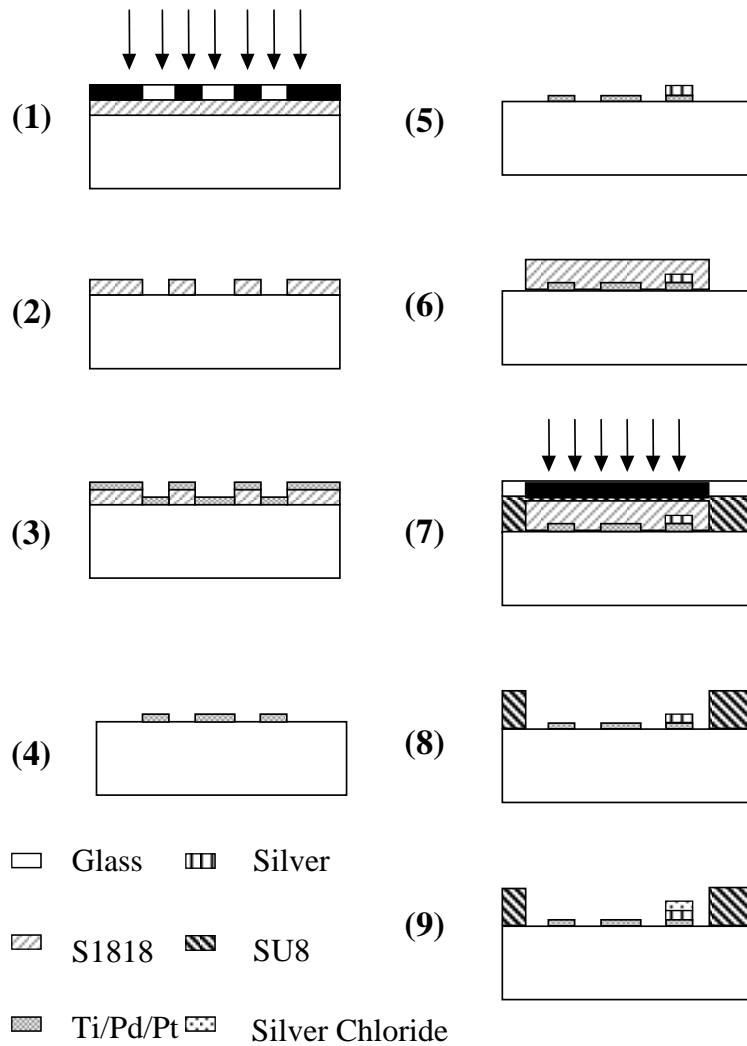 (1)
(2)
(3)
(4)
(5)
(6)
(7)
(8)
(9)
Glass
Silver
S1818
SU8
Ti/Pd/Pt
Silver Chloride